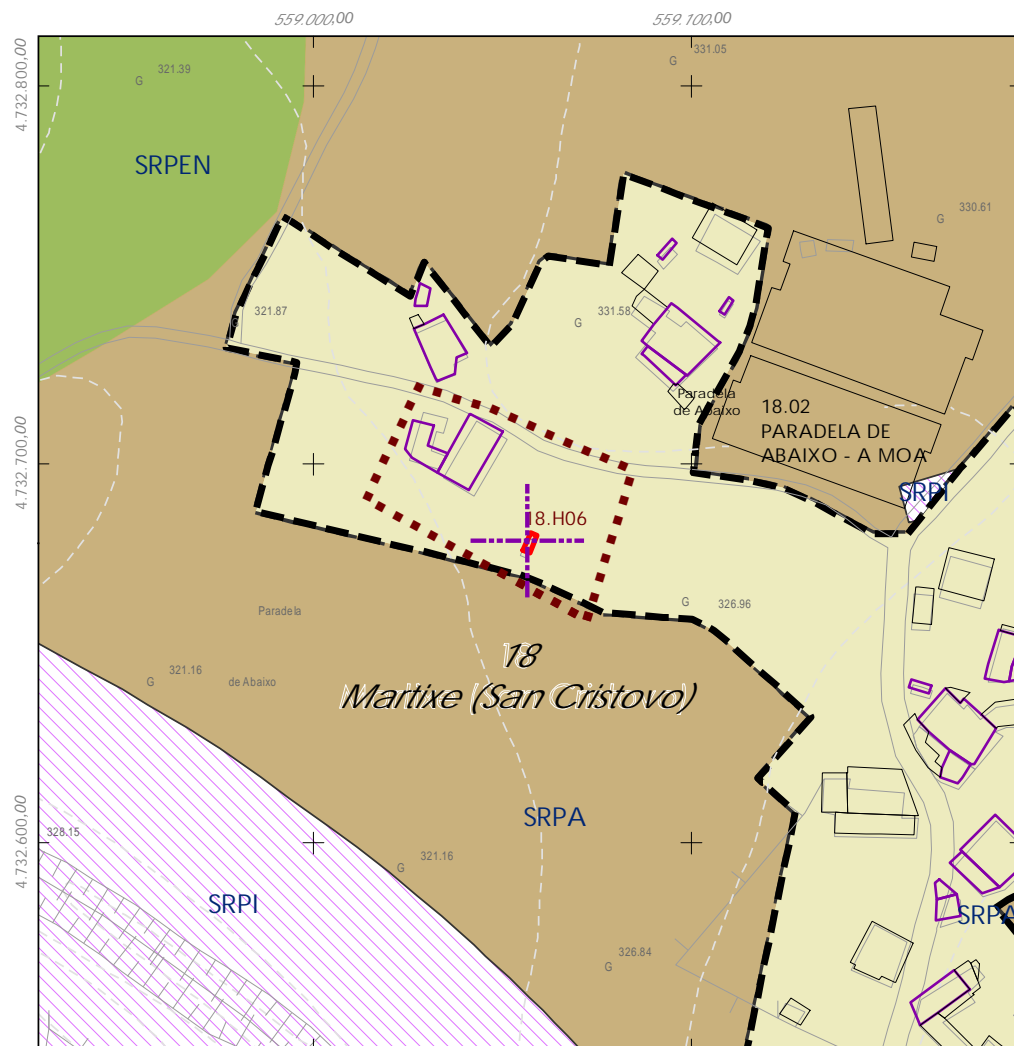 559.000,00
559.100,00
4.732.800,00
4.732.700,00
4.732.600,00
331.05
G
321.39
G
SRPEN
330.61
G
321.87
G
331.58
G
Paradela
de Abaixo
18.02
PARADELA DE
ABAIXO - A MOA
SRPI
18.H06
326.96
G
Paradela
de Abaixo
321.16
G
18
Martixe (San Cristovo)
SRPA
328.15
321.16
G
SRPI
SRPA
326.84
G